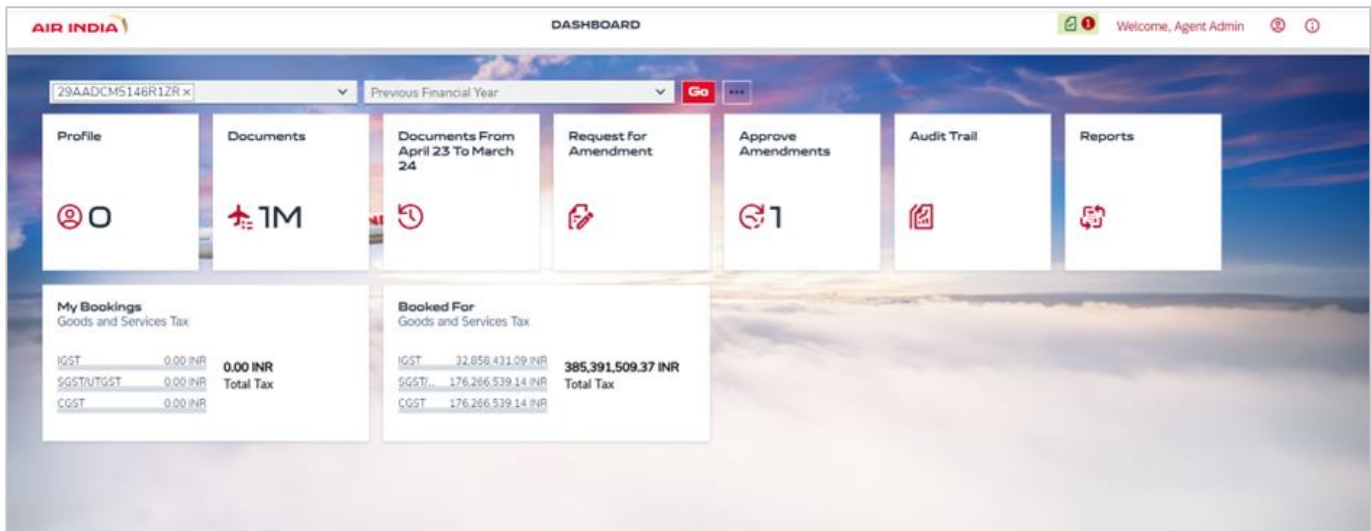 AIR INDIA
DASHBOARD
1
Welcome, Agent Admin
29AADCM5146R1ZR ×
Previous Financial Year
Go
Profile
0
Documents
1M
Documents From
April 23 To March
24
Request for
Amendment
Approve
Amendments
1
Audit Trail
Reports
My Bookings
Goods and Services Tax
IGST 0.00 INR
SGST/UTGST 0.00 INR
CGST 0.00 INR
0.00 INR
Total Tax
Booked For
Goods and Services Tax
IGST 32,858,431.09 INR
SGST/... 176,266,539.14 INR
CGST 176,266,539.14 INR
385,391,509.37 INR
Total Tax